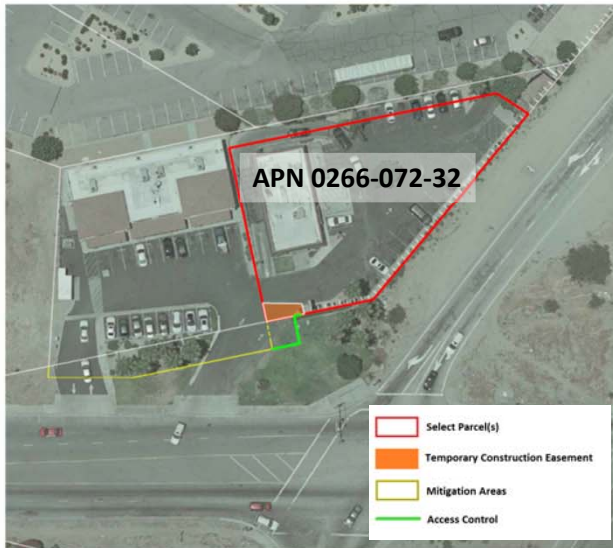 APN 0266-072-32
Select Parcel(s)
Temporary Construction Easement
Mitigation Areas
Access Control